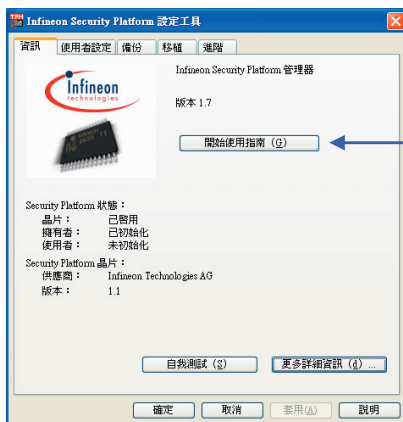 Infineon Security Platform 設定工具
資訊 使用者設定 備份 移植 進階
Infineon Security Platform 管理器
Infineon
technologies
版本 1.7
開始使用指南 (G)
Security Platform 狀態：
晶片： 已啓用
擁有者： 已初始化
使用者： 未初始化
Security Platform 晶片：
供應商： Infineon Technologies AG
版本： 1.1
自我測試 (S) 更多詳細資訊 (d) ...
確定 取消 套用(A) 說明